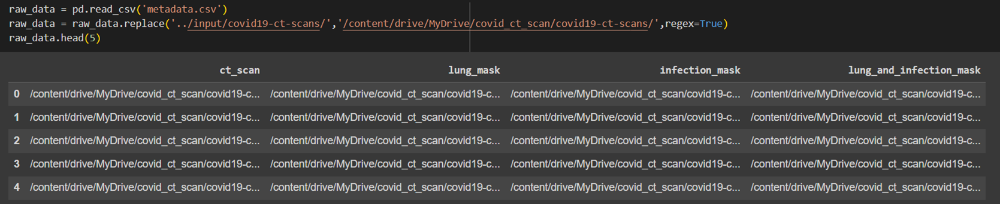 raw_data = pd.read_csv('metadata.csv')
raw_data = raw_data.replace('../input/covid19-ct-scans/','/content/drive/MyDrive/covid_ct_scan/covid19-ct-scans/',regex=True)
raw_data.head(5)
ct_scan lung_mask infection_mask lung_and_infection_mask
0 /content/drive/MyDrive/covid_ct_scan/covid19-c... /content/drive/MyDrive/covid_ct_scan/covid19-c... /content/drive/MyDrive/covid_ct_scan/covid19-c... /content/drive/MyDrive/covid_ct_scan/covid19-c...
1 /content/drive/MyDrive/covid_ct_scan/covid19-c... /content/drive/MyDrive/covid_ct_scan/covid19-c... /content/drive/MyDrive/covid_ct_scan/covid19-c... /content/drive/MyDrive/covid_ct_scan/covid19-c...
2 /content/drive/MyDrive/covid_ct_scan/covid19-c... /content/drive/MyDrive/covid_ct_scan/covid19-c... /content/drive/MyDrive/covid_ct_scan/covid19-c... /content/drive/MyDrive/covid_ct_scan/covid19-c...
3 /content/drive/MyDrive/covid_ct_scan/covid19-c... /content/drive/MyDrive/covid_ct_scan/covid19-c... /content/drive/MyDrive/covid_ct_scan/covid19-c... /content/drive/MyDrive/covid_ct_scan/covid19-c...
4 /content/drive/MyDrive/covid_ct_scan/covid19-c... /content/drive/MyDrive/covid_ct_scan/covid19-c... /content/drive/MyDrive/covid_ct_scan/covid19-c... /content/drive/MyDrive/covid_ct_scan/covid19-c...